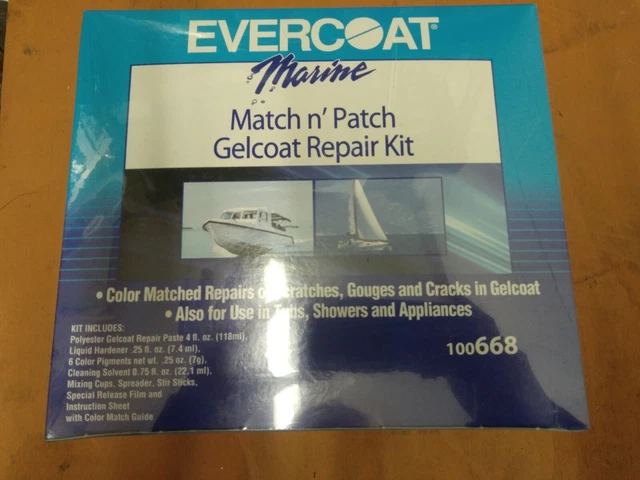 EVERCOAT®
Marine
Match n' Patch
Gelcoat Repair Kit
• Color Matched Repairs of Scratches, Gouges and Cracks in Gelcoat
• Also for Use in Tubs, Showers and Appliances
KIT INCLUDES:
Polyester Gelcoat Repair Paste 4 fl. oz. (118ml),
Liquid Hardener .25 fl. oz. (7.4 ml),
6 Color Pigments net wt. .25 oz. (7g),
Cleaning Solvent 0.75 fl. oz. (22.1 ml),
Mixing Cups, Spreader, Stir Sticks,
Special Release Film and
Instruction Sheet
with Color Match Guide
100668